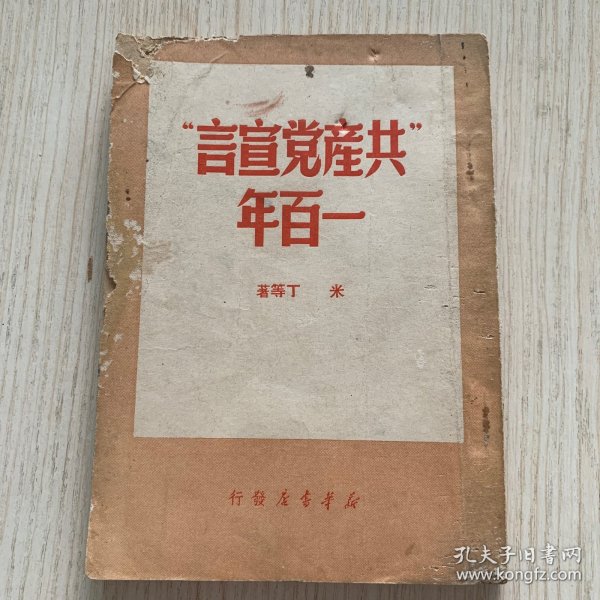 “共產党宣言”
一百年
米 丁等著
新华書店發行
孔夫子旧书网
www.kongfz.com